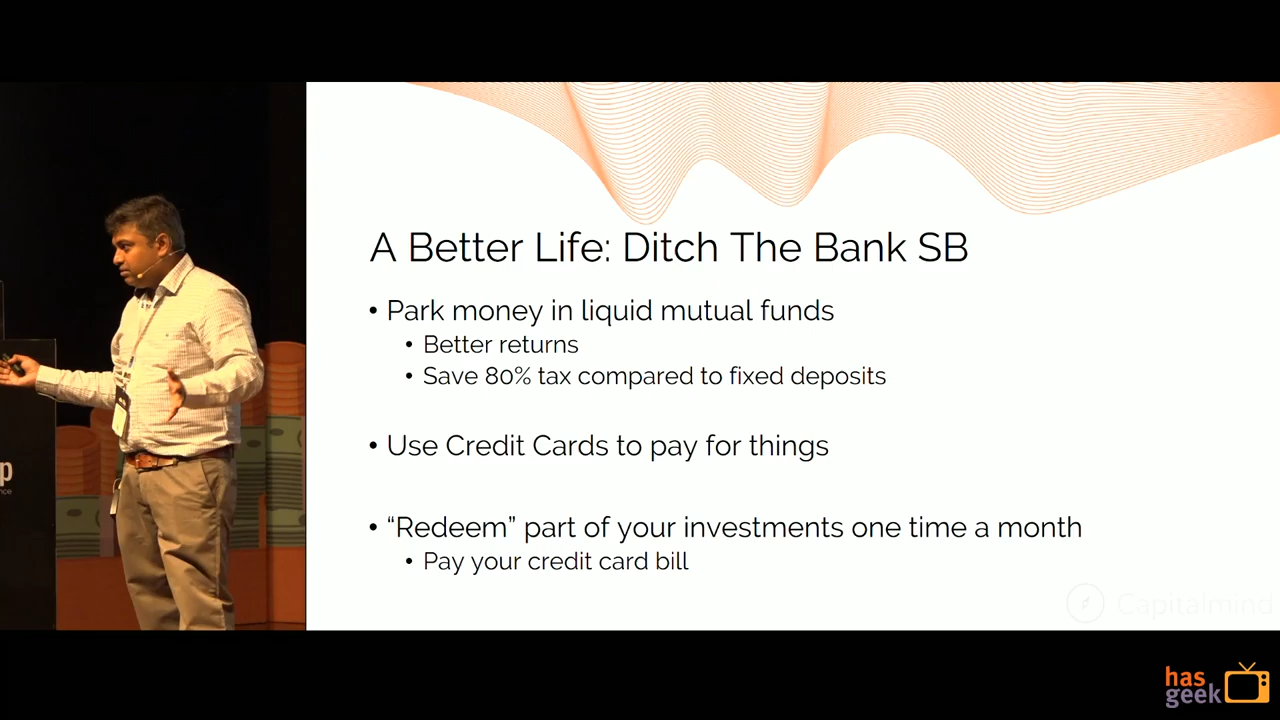 A Better Life: Ditch The Bank SB
• Park money in liquid mutual funds
• Better returns
• Save 80% tax compared to fixed deposits
• Use Credit Cards to pay for things
• “Redeem” part of your investments one time a month
• Pay your credit card bill
Capitalmind
p
nce
has
geek